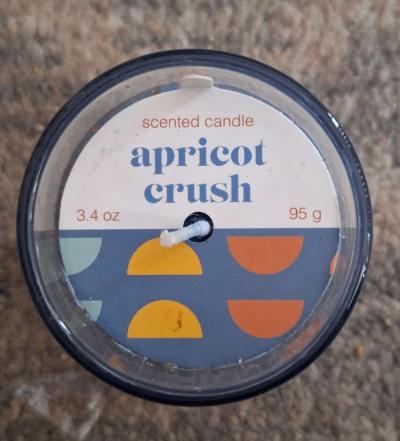 scented candle
apricot
crush
3.4 oz 95 g